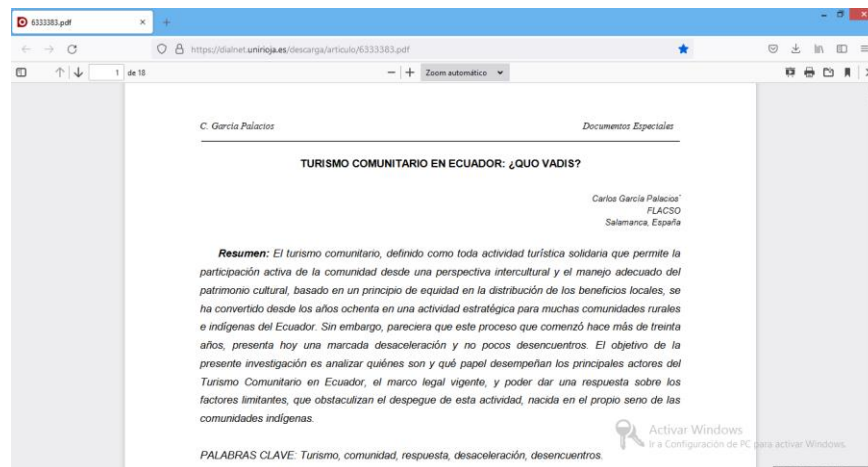 6333383.pdf
https://dialnet.unirioja.es/descarga/articulo/6333383.pdf
1 de 18
Zoom automático
C. García Palacios Documentos Especiales
TURISMO COMUNITARIO EN ECUADOR: ¿QUO VADIS?
Carlos García Palacios*
FLACSO
Salamanca, España
Resumen: El turismo comunitario, definido como toda actividad turística solidaria que permite la
participación activa de la comunidad desde una perspectiva intercultural y el manejo adecuado del
patrimonio cultural, basado en un principio de equidad en la distribución de los beneficios locales, se
ha convertido desde los años ochenta en una actividad estratégica para muchas comunidades rurales
e indígenas del Ecuador. Sin embargo, pareciera que este proceso que comenzó hace más de treinta
años, presenta hoy una marcada desaceleración y no pocos desencuentros. El objetivo de la
presente investigación es analizar quiénes son y qué papel desempeñan los principales actores del
Turismo Comunitario en Ecuador, el marco legal vigente, y poder dar una respuesta sobre los
factores limitantes, que obstaculizan el despegue de esta actividad, nacida en el propio seno de las
comunidades indígenas.
Activar Windows
Ir a Configuración de PC para activar Windows.
PALABRAS CLAVE: Turismo, comunidad, respuesta, desaceleración, desencuentros.